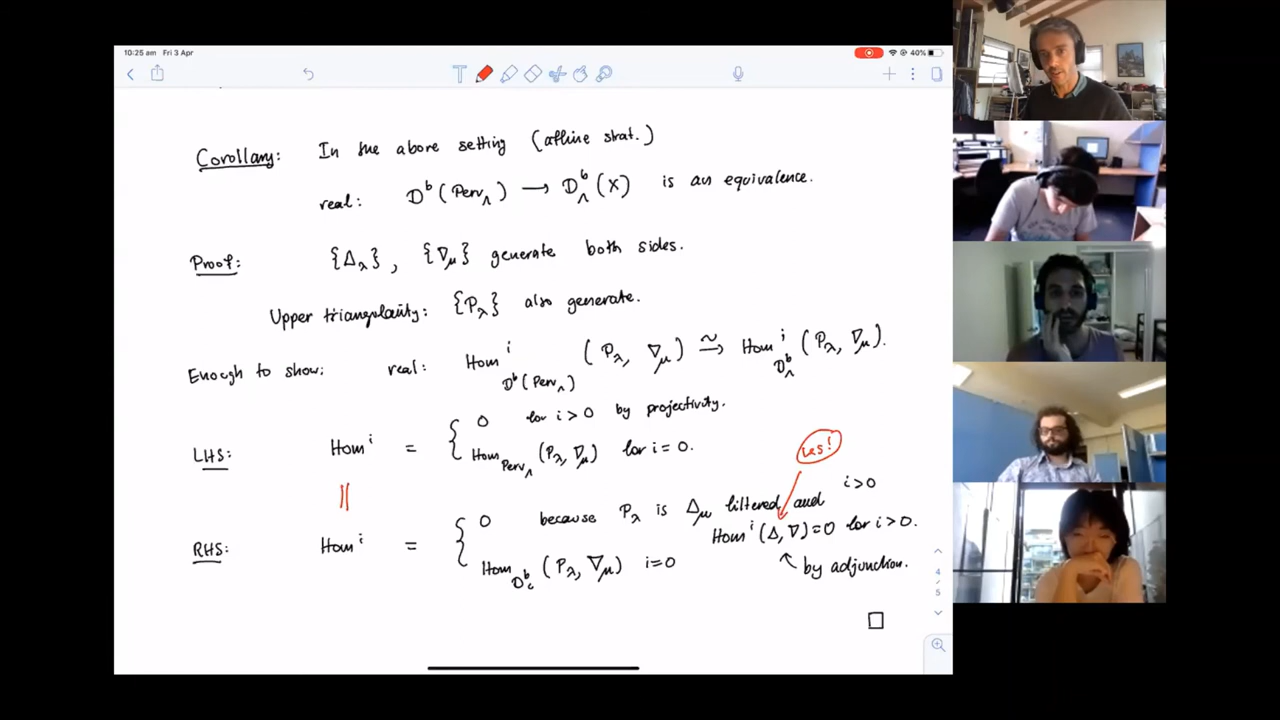 10:25 am Fri 3 Apr
40%
Corollary: In the above setting (affine strat.)
real: D^b(Perv_Λ) → D^b_Λ(X) is an equivalence.
Proof: {Δ_λ}, {∇_μ} generate both sides.
Upper triangularity: {P_λ} also generate.
Enough to show: real: Hom^i_{D^b(Perv_Λ)}(P_λ, ∇_μ) ~→ Hom^i_{D^b_Λ}(P_λ, ∇_μ).
LHS: Hom^i = { 0 for i > 0 by projectivity.
Hom_{Perv_Λ}(P_λ, ∇_μ) for i = 0.
yes!
||
RHS: Hom^i = { 0 because P_λ is Δ_μ filtered and i > 0
Hom^i(Δ, ∇) = 0 for i > 0.
Hom_{D^b_c}(P_λ, ∇_μ) i = 0
↖ by adjunction.
□
4
/
5